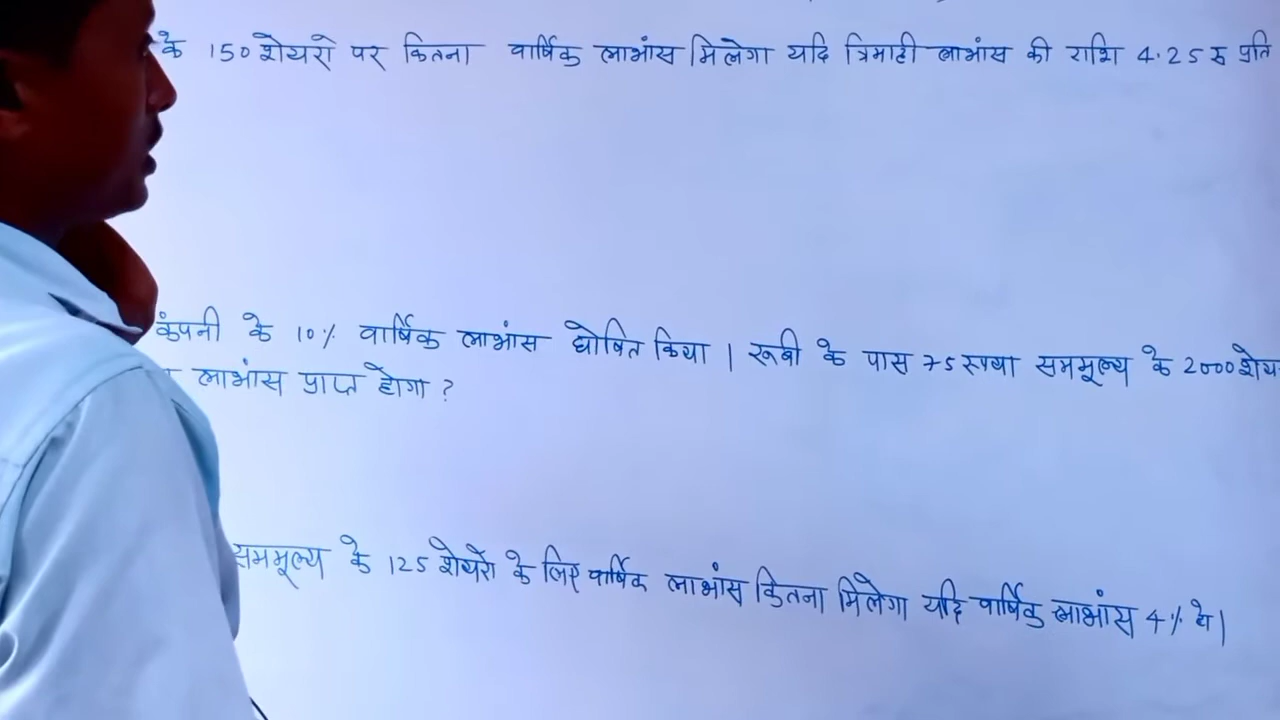 के 150 शेयरो पर कितना वार्षिक लाभांस मिलेगा यदि त्रिमाही लाभांस की राशि 4.25 रु प्रति
कंपनी के 10% वार्षिक लाभांस घोषित किया । रूबी के पास 75 रुपया सममूल्य के 2000 शेय
लाभांस प्राप्त होगा ?
सममूल्य के 125 शेयरो के लिए वार्षिक लाभांस कितना मिलेगा यदि वार्षिक लाभांस 4% है।